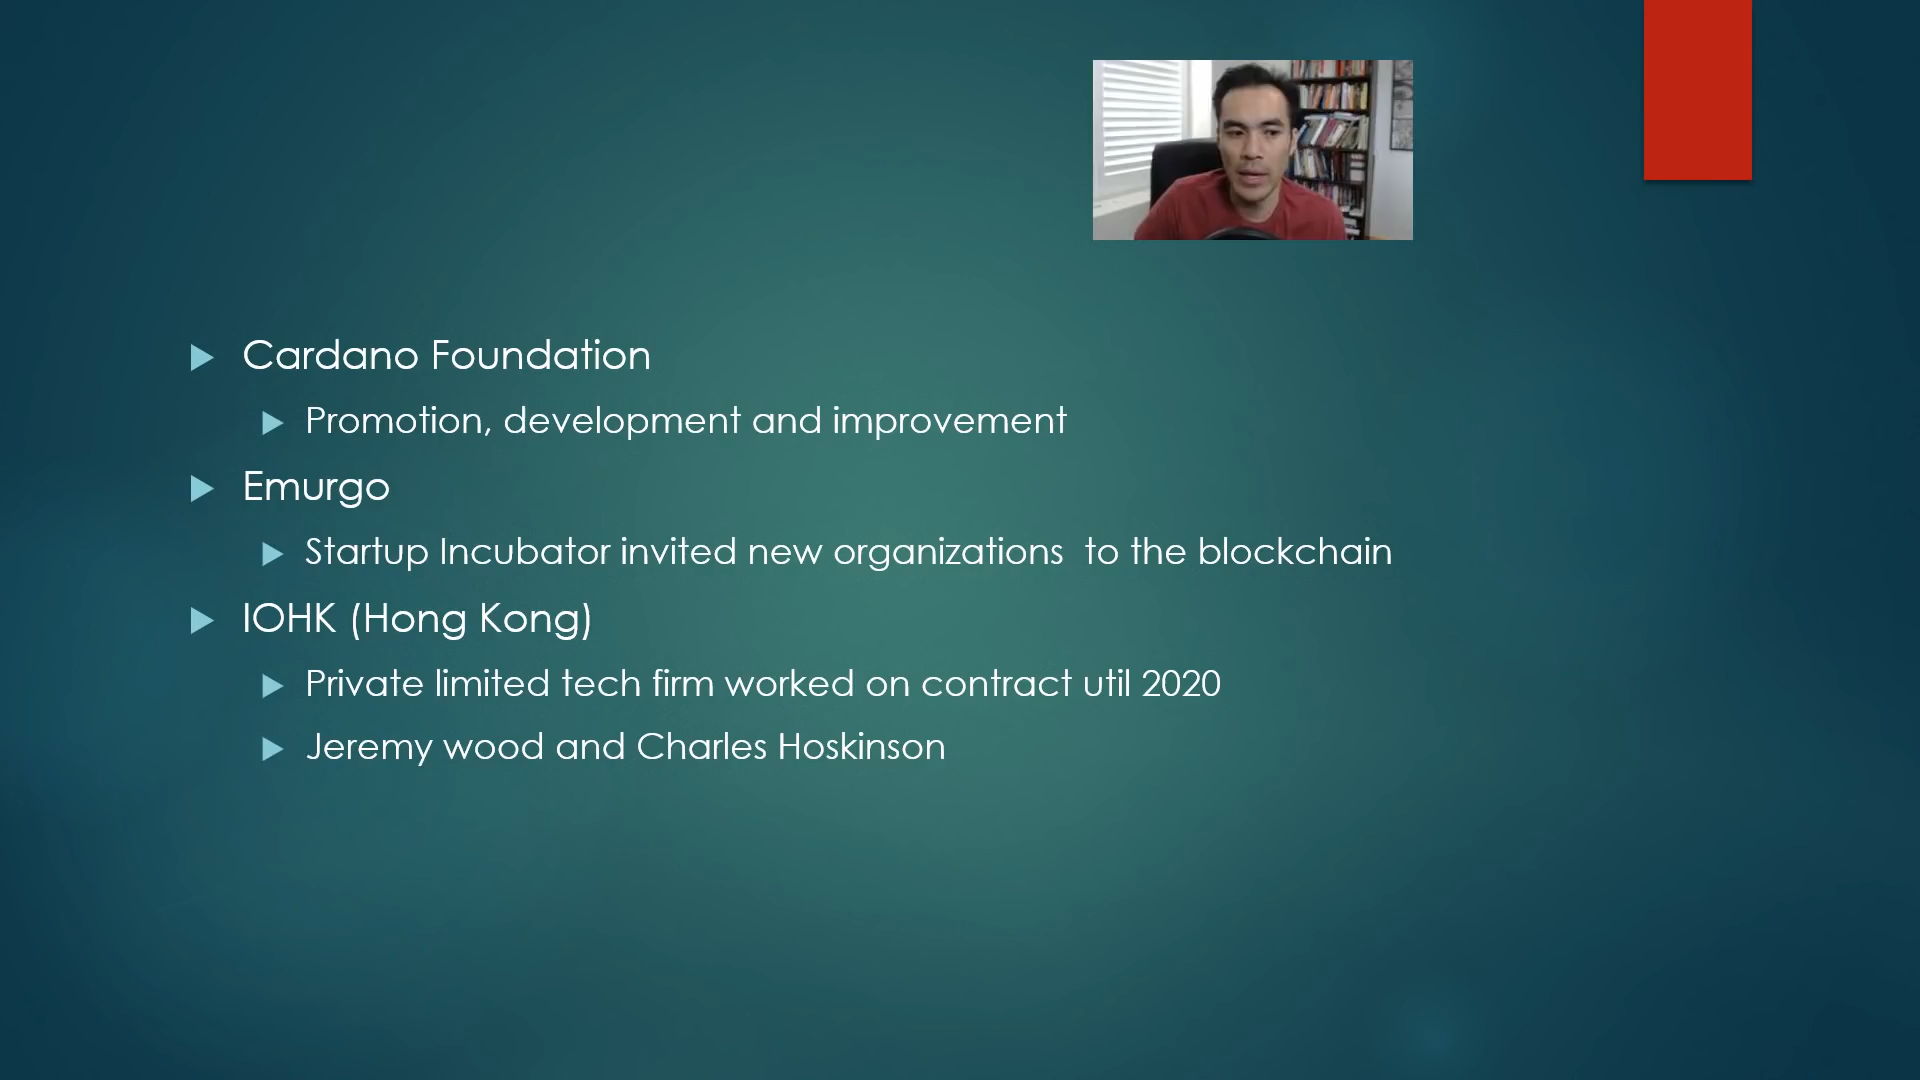 Cardano Foundation
Promotion, development and improvement
Emurgo
Startup Incubator invited new organizations  to the blockchain
IOHK (Hong Kong)
Private limited tech firm worked on contract util 2020
Jeremy wood and Charles Hoskinson